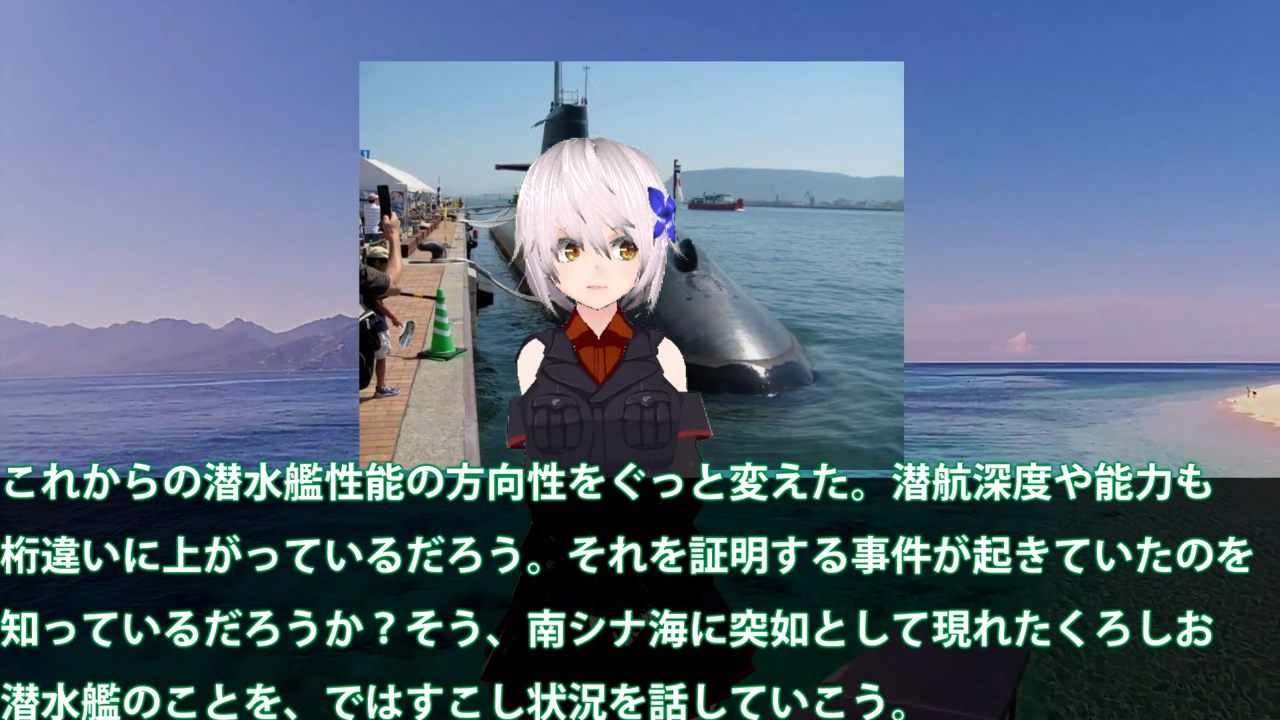 これからの潜水艦性能の方向性をぐっと変えた。潜航深度や能力も
桁違いに上がっているだろう。それを証明する事件が起きていたのを
知っているだろうか？そう、南シナ海に突如として現れたくろしお
潜水艦のことを、ではすこし状況を話していこう。